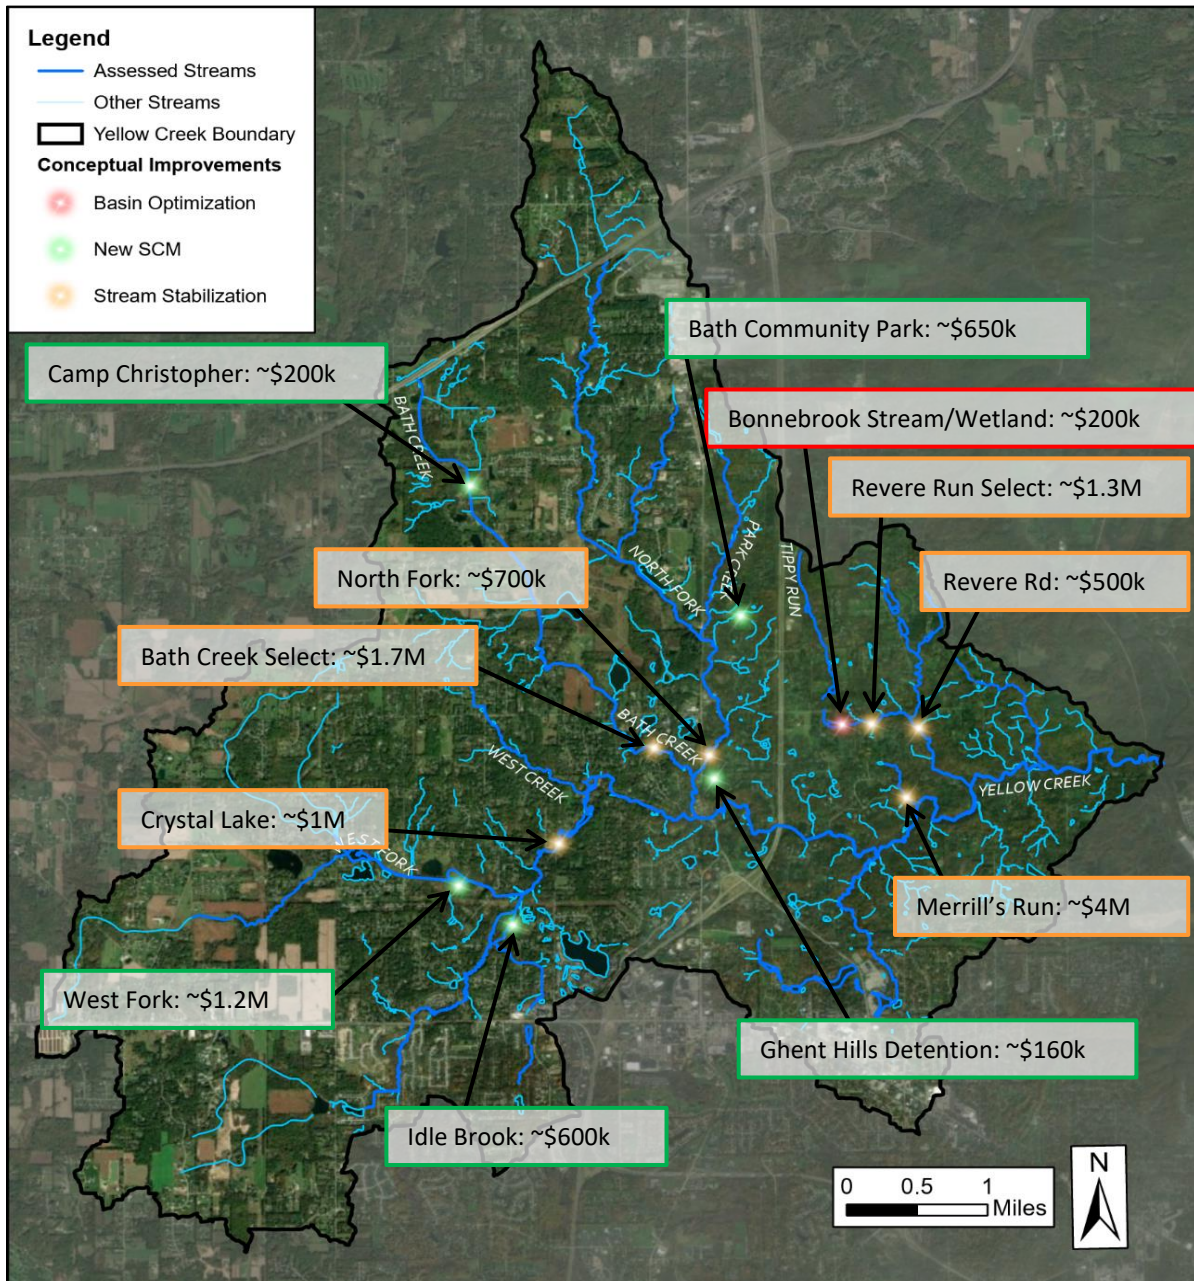 Legend
Assessed Streams
Other Streams
Yellow Creek Boundary
Conceptual Improvements
Basin Optimization
New SCM
Stream Stabilization
Bath Community Park: ~$650k
Camp Christopher: ~$200k
Bonnebrook Stream/Wetland: ~$200k
BATH CREEK
Revere Run Select: ~$1.3M
North Fork: ~$700k
NORTH FORK
PARK CREEK
TIPPY RUN
Revere Rd: ~$500k
Bath Creek Select: ~$1.7M
BATH CREEK
WEST CREEK
YELLOW CREEK
Crystal Lake: ~$1M
WEST FORK
Merrill’s Run: ~$4M
West Fork: ~$1.2M
Ghent Hills Detention: ~$160k
Idle Brook: ~$600k
N
0 0.5 1
Miles